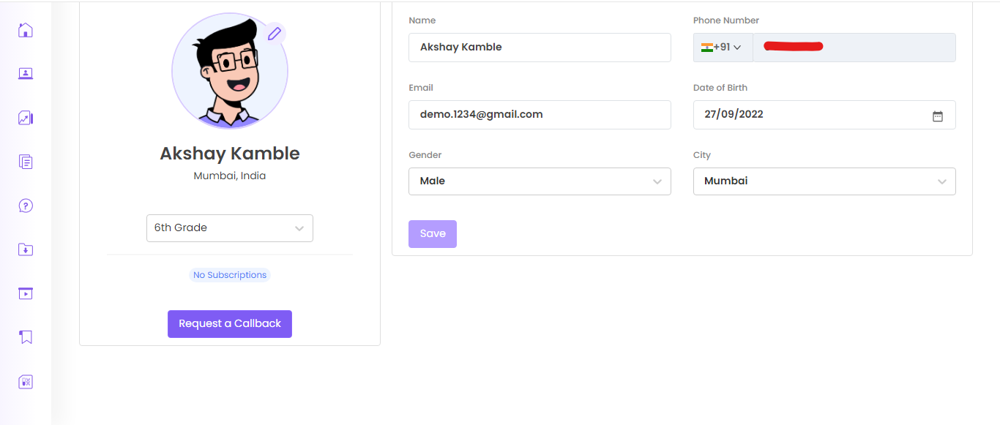 Akshay Kamble
Mumbai, India
6th Grade
No Subscriptions
Request a Callback
Name
Akshay Kamble
Phone Number
+91
Email
demo.1234@gmail.com
Date of Birth
27/09/2022
Gender
Male
City
Mumbai
Save